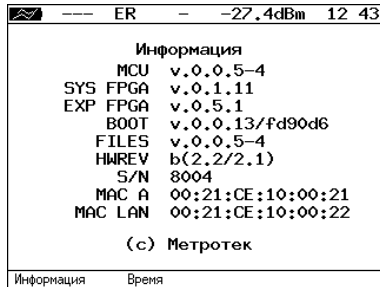 --- ER - -27.4dBm 12 43
Информация
MCU v.0.0.5-4
SYS FPGA v.0.1.11
EXP FPGA v.0.5.1
BOOT v.0.0.13/fd90d6
FILES v.0.0.5-4
HWREV b(2.2/2.1)
S/N 8004
MAC A 00:21:CE:10:00:21
MAC LAN 00:21:CE:10:00:22
(c) Метротек
Информация Время